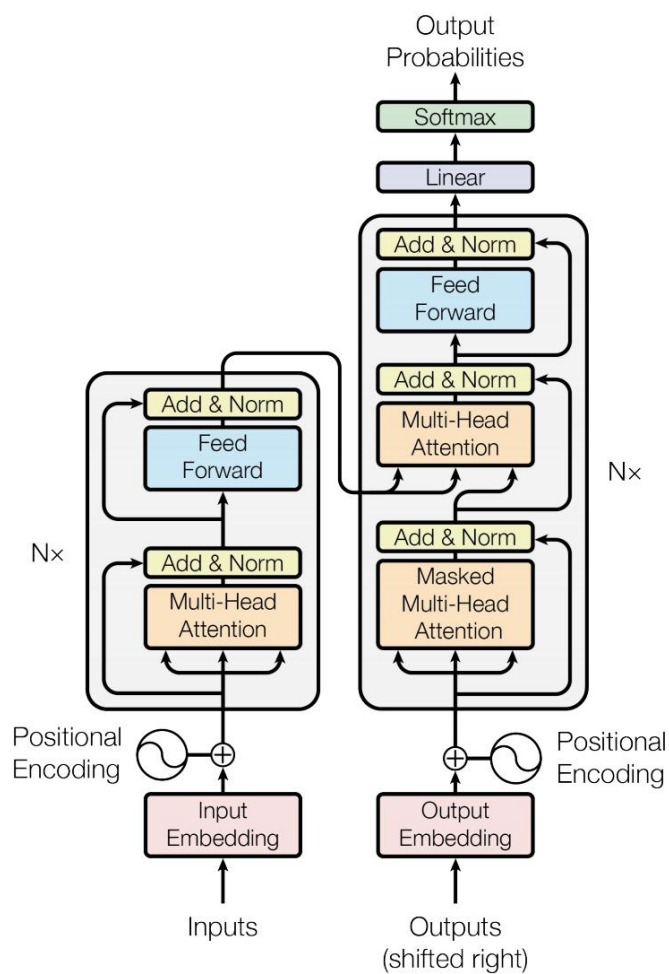 Output
Probabilities
Softmax
Linear
Add & Norm
Feed
Forward
Add & Norm
Multi-Head
Attention
N×
Add & Norm
Masked
Multi-Head
Attention
Add & Norm
Feed
Forward
N×
Add & Norm
Multi-Head
Attention
Positional
Encoding
Positional
Encoding
Input
Embedding
Output
Embedding
Inputs
Outputs
(shifted right)